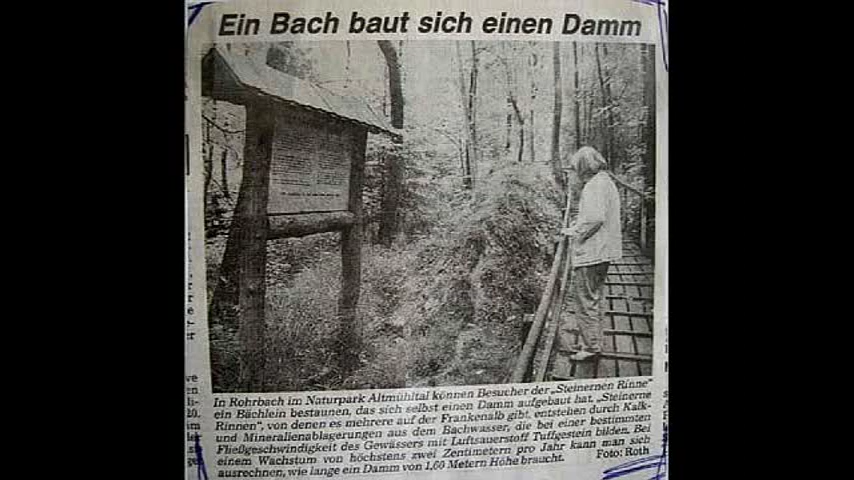 Ein Bach baut sich einen Damm
In Rohrbach im Naturpark Altmühltal können Besucher der „Steinernen Rinne"
ein Bächlein bestaunen, das sich selbst einen Damm aufgebaut hat. „Steinerne
Rinnen", von denen es mehrere auf der Frankenalb gibt, entstehen durch Kalk-
und Mineralienablagerungen aus dem Bachwasser, die bei einer bestimmten
Fließgeschwindigkeit des Gewässers mit Luftsauerstoff Tuffgestein bilden. Bei
einem Wachstum von höchstens zwei Zentimetern pro Jahr kann man sich
ausrechnen, wie lange ein Damm von 1,60 Metern Höhe braucht. Foto: Roth